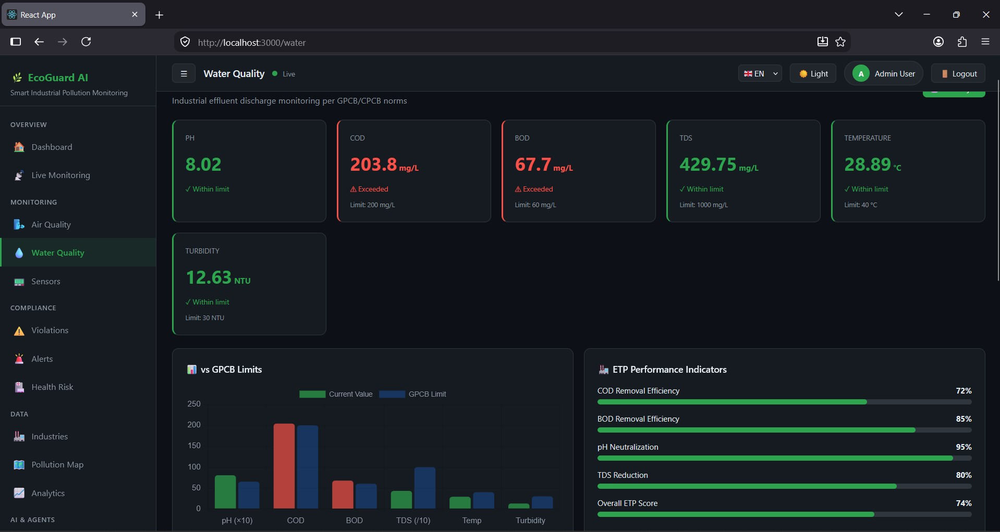 React App
http://localhost:3000/water
EcoGuard AI
Smart Industrial Pollution Monitoring
OVERVIEW
Dashboard
Live Monitoring
MONITORING
Air Quality
Water Quality
Sensors
COMPLIANCE
Violations
Alerts
Health Risk
DATA
Industries
Pollution Map
Analytics
AI & AGENTS
Water Quality Live
EN
Light
A Admin User
Logout
Industrial effluent discharge monitoring per GPCB/CPCB norms
PH
8.02
✓ Within limit
COD
203.8 mg/L
⚠ Exceeded
Limit: 200 mg/L
BOD
67.7 mg/L
⚠ Exceeded
Limit: 60 mg/L
TDS
429.75 mg/L
✓ Within limit
Limit: 1000 mg/L
TEMPERATURE
28.89 °C
✓ Within limit
Limit: 40 °C
TURBIDITY
12.63 NTU
✓ Within limit
Limit: 30 NTU
vs GPCB Limits
Current Value GPCB Limit
250
200
150
100
50
0
pH (×10) COD BOD TDS (/10) Temp Turbidity
ETP Performance Indicators
COD Removal Efficiency 72%
BOD Removal Efficiency 85%
pH Neutralization 95%
TDS Reduction 80%
Overall ETP Score 74%